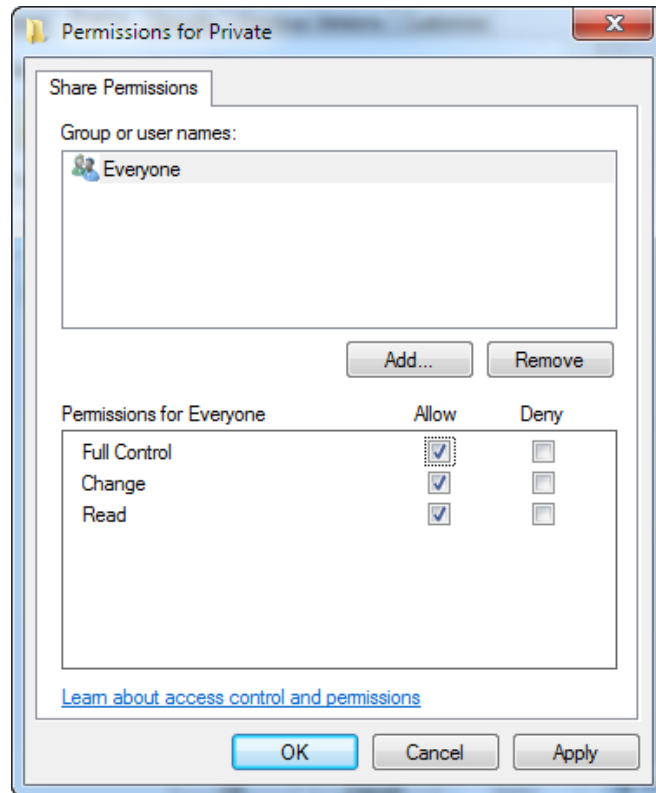 Permissions for Private
Share Permissions
Group or user names:
Everyone
Add... Remove
Permissions for Everyone Allow Deny
Full Control
Change
Read
Learn about access control and permissions
OK Cancel Apply